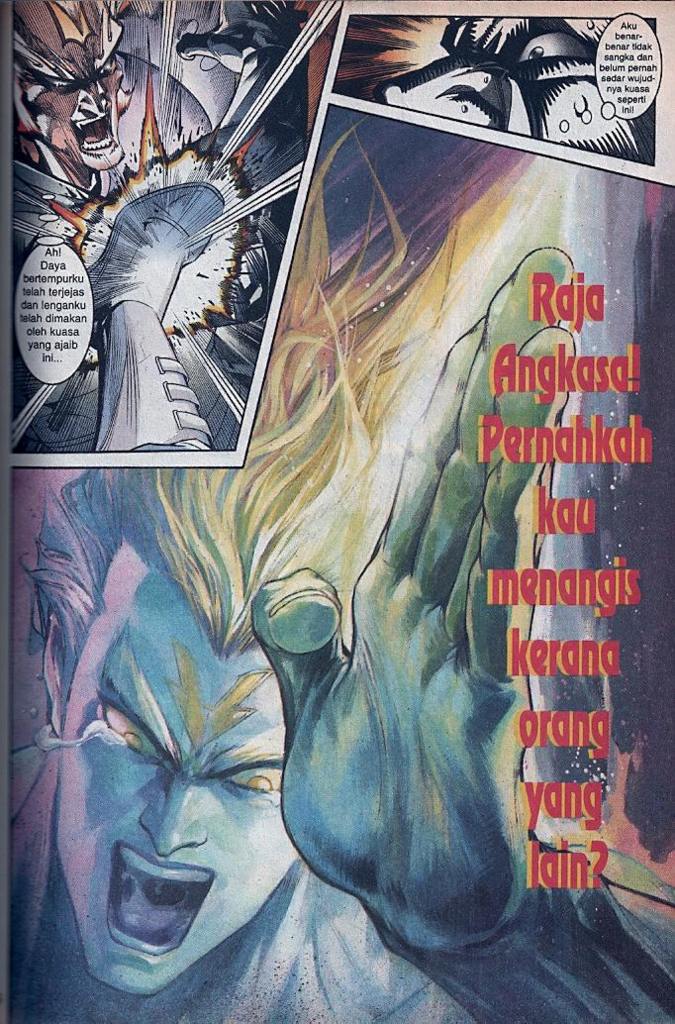 Ah!
Daya
bertempurku
telah terjejas
dan lenganku
telah dimakan
oleh kuasa
yang ajaib
ini...
Aku
benar-
benar tidak
sangka dan
belum pernah
sedar wujud-
nya kuasa
seperti
ini!
Raja
Angkasa!
Pernahkah
kau
menangis
kerana
orang
yang
lain?